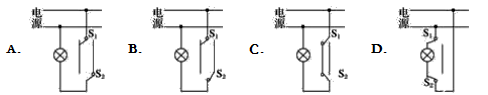 A. 电源 S₁ S₂
B. 电源 S₁ S₂
C. 电源 S₁ S₂
D. 电源 S₁ S₂